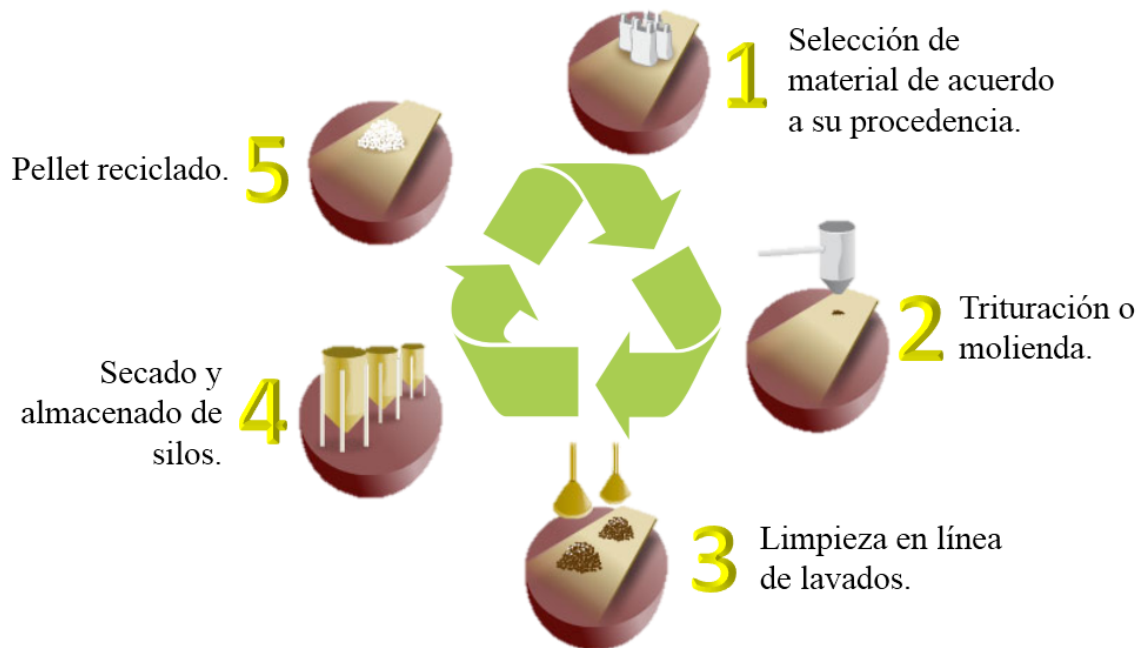 1
Selección de
material de acuerdo
a su procedencia.
2
Trituración o
molienda.
3
Limpieza en línea
de lavados.
4
Secado y
almacenado de
silos.
5
Pellet reciclado.